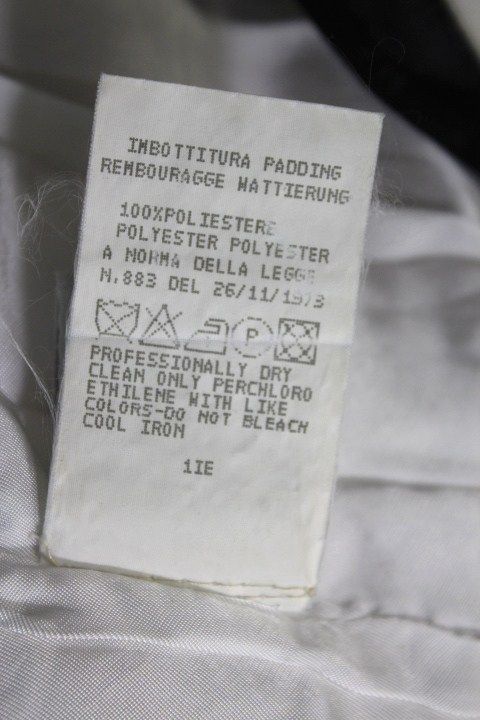 IMBOTTITURA PADDING
REMBOURAGGE WATTIERUNG
100%POLIESTERE
POLYESTER POLYESTER
A NORMA DELLA LEGGE
N.883 DEL 26/11/1973
P
PROFESSIONALLY DRY
CLEAN ONLY PERCHLORO
ETHILENE WITH LIKE
COLORS-DO NOT BLEACH
COOL IRON
1IE